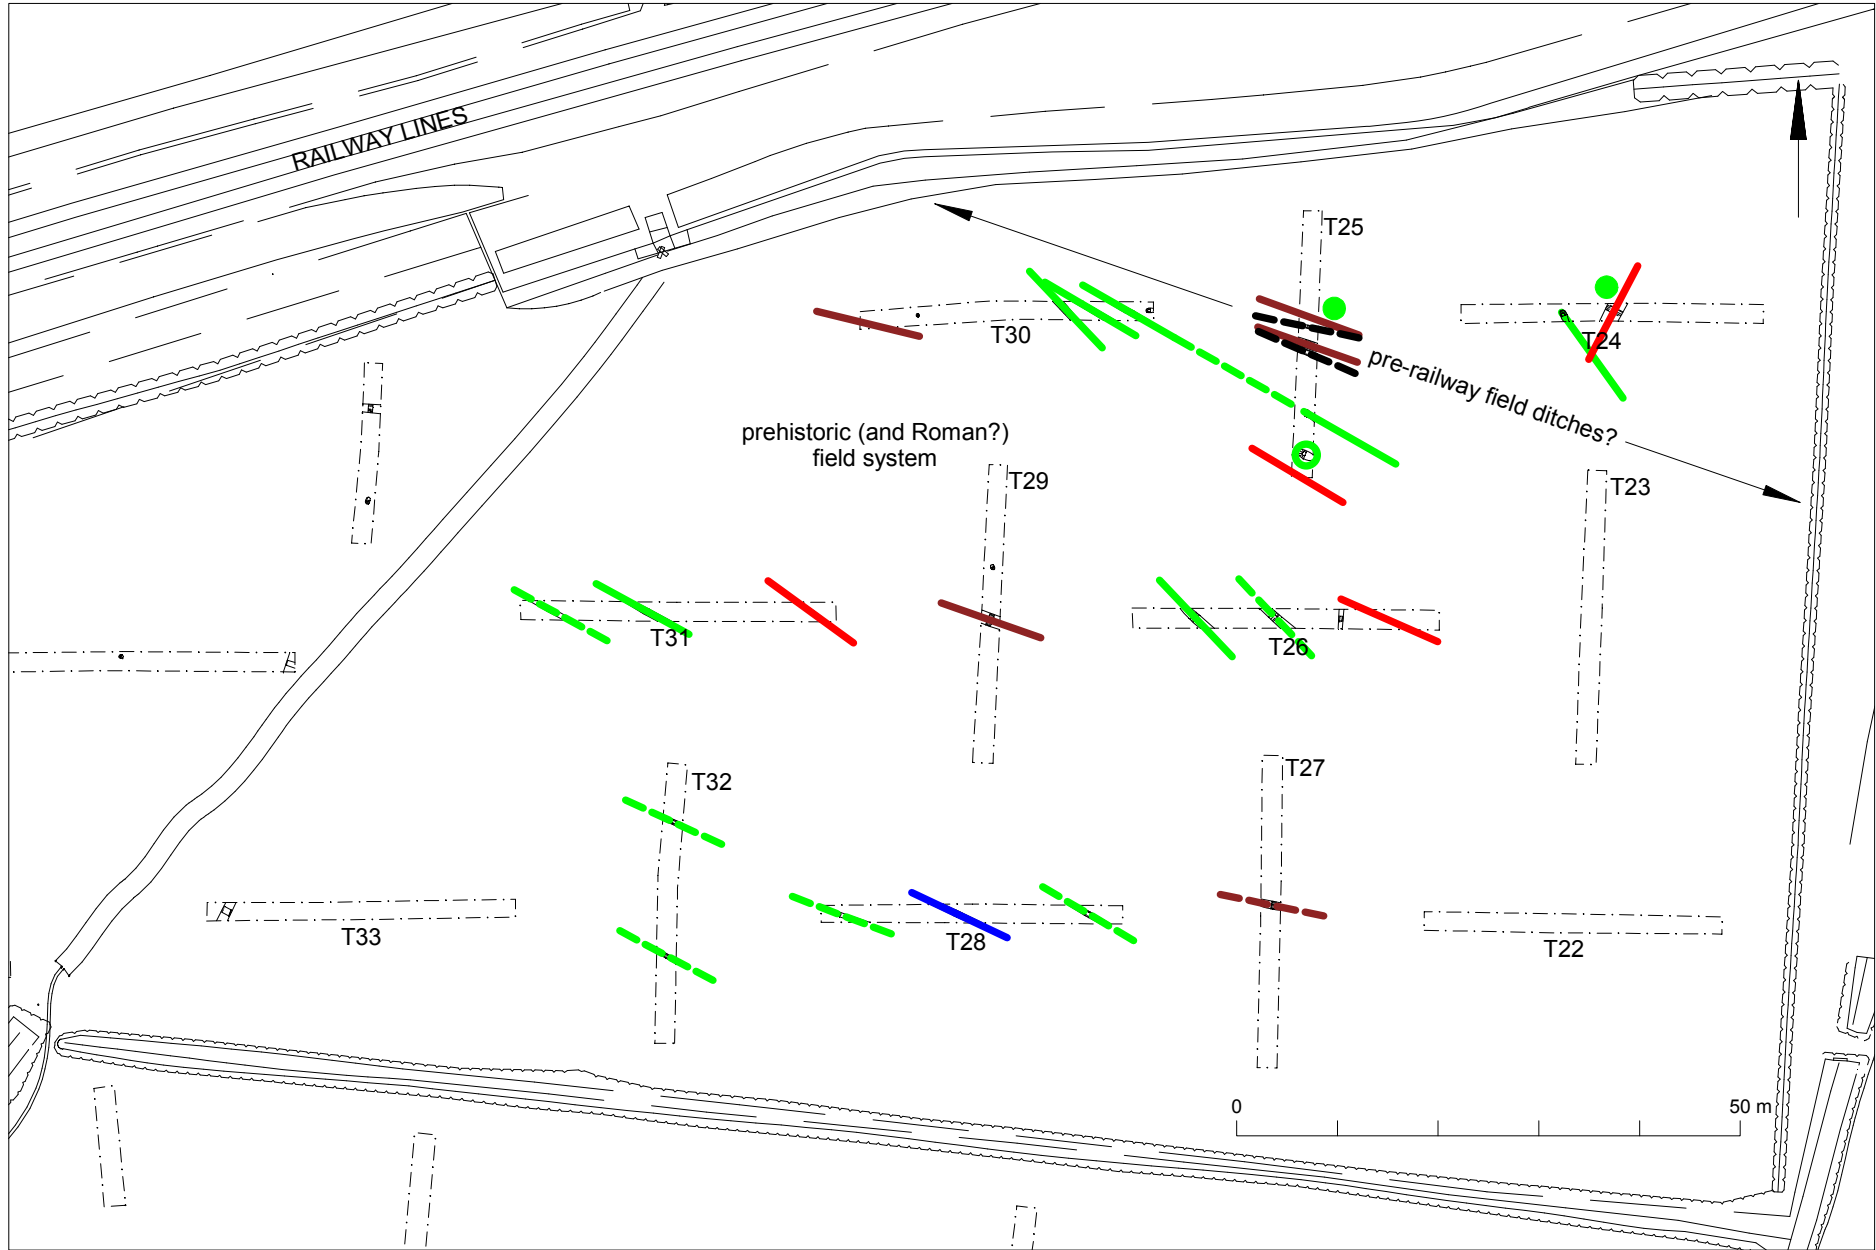 RAILWAY LINES
T25
T30
T24
pre-railway field ditches?
prehistoric (and Roman?)
field system
T29
T23
T31
T26
T32
T27
T33
T28
T22
0
50 m